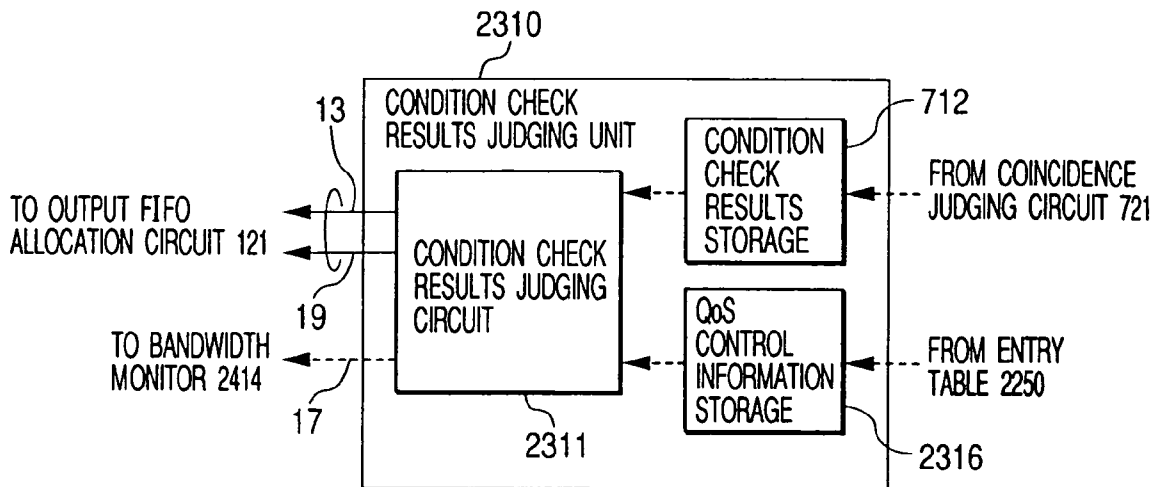 2310
CONDITION CHECK
RESULTS JUDGING UNIT
712
13
CONDITION
CHECK
RESULTS
STORAGE
FROM COINCIDENCE
JUDGING CIRCUIT 721
TO OUTPUT FIFO
ALLOCATION CIRCUIT 121
CONDITION CHECK
RESULTS JUDGING
CIRCUIT
19
QoS
CONTROL
INFORMATION
STORAGE
TO BANDWIDTH
MONITOR 2414
FROM ENTRY
TABLE 2250
17
2311
2316